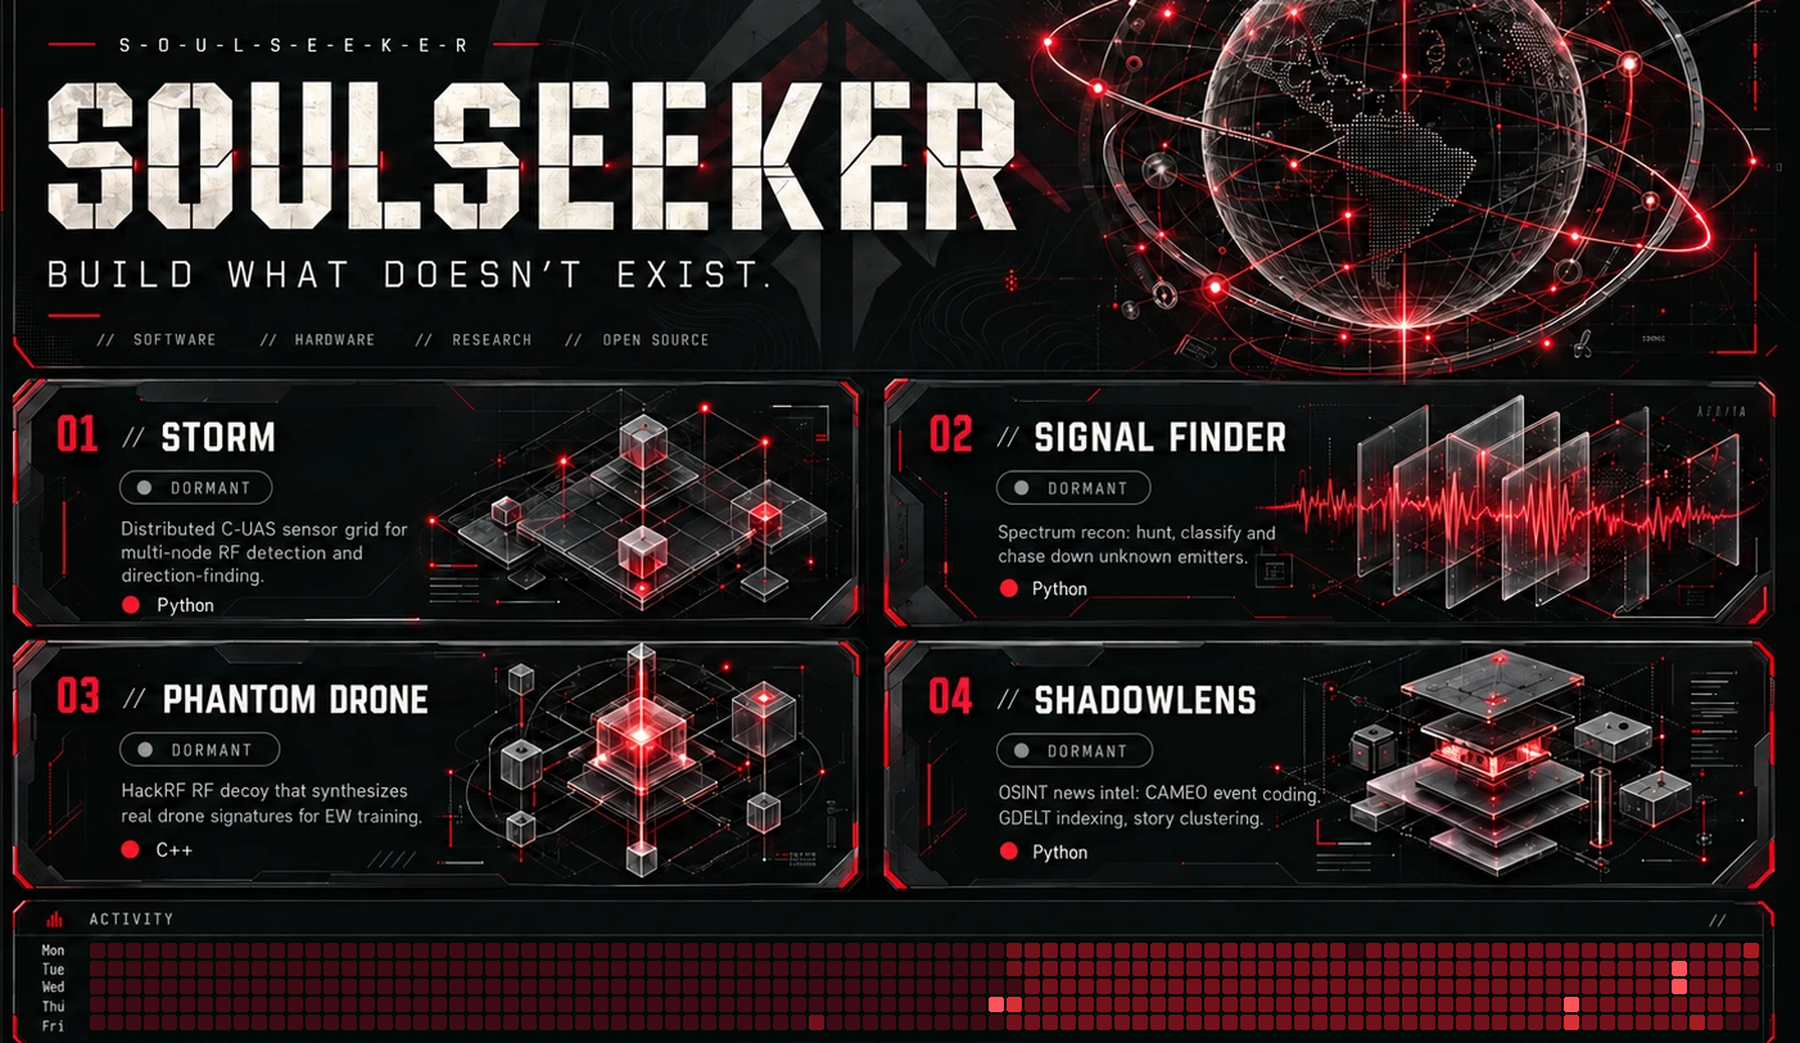 S-O-U-L-S-E-E-K-E-R
SOULSEEKER
BUILD WHAT DOESN'T EXIST.
// SOFTWARE // HARDWARE // RESEARCH // OPEN SOURCE
01 // STORM
DORMANT
Distributed C-UAS sensor grid for
multi-node RF detection and
direction-finding.
Python
02 // SIGNAL FINDER
DORMANT
Spectrum recon: hunt, classify and
chase down unknown emitters.
Python
03 // PHANTOM DRONE
DORMANT
HackRF RF decoy that synthesizes
real drone signatures for EW training.
C++
04 // SHADOWLENS
DORMANT
OSINT news intel: CAMEO event coding,
GDELT indexing, story clustering.
Python
ACTIVITY //
Mon
Tue
Wed
Thu
Fri